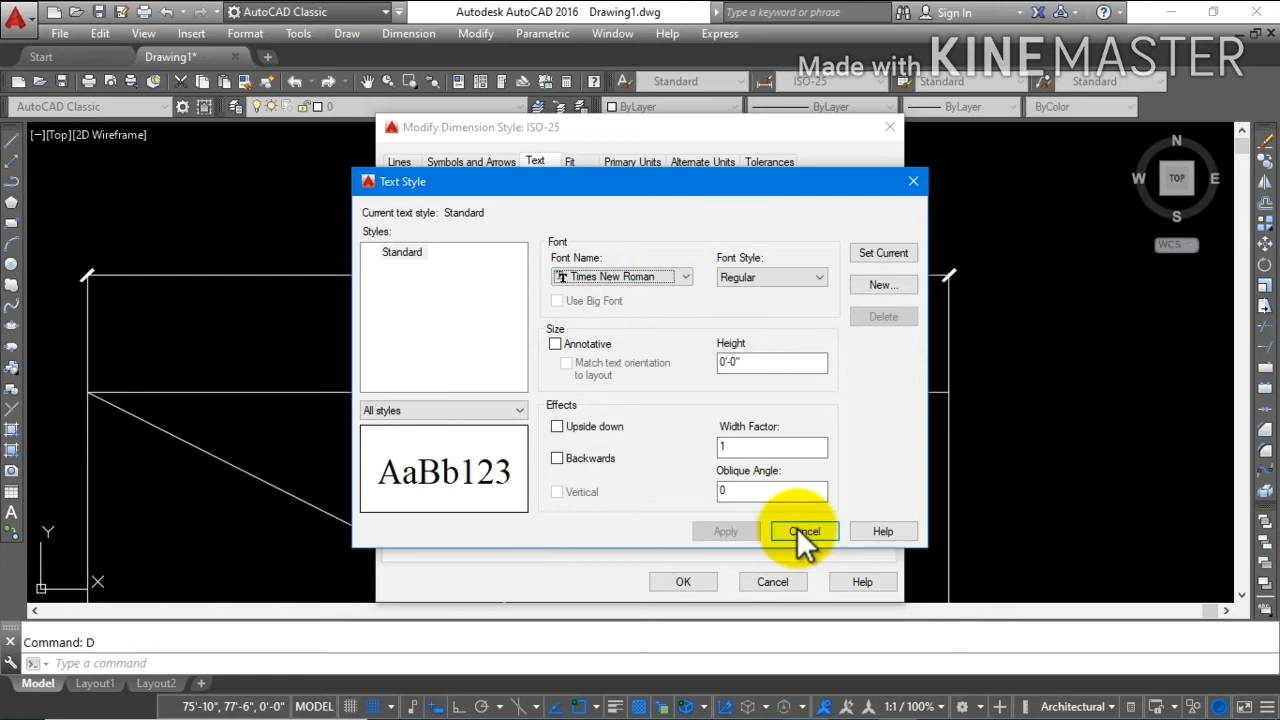 AutoCAD Classic Autodesk AutoCAD 2016 Drawing1.dwg Type a keyword or phrase Sign In
File Edit View Insert Format Tools Draw Dimension Modify Parametric Window Help Express
Made with KINEMASTER
Start Drawing1*
Standard ISO-25 Standard Standard
AutoCAD Classic 0 ByLayer ByLayer ByLayer ByColor
[−][Top][2D Wireframe]
Modify Dimension Style: ISO-25
Lines Symbols and Arrows Text Fit Primary Units Alternate Units Tolerances
Text Style
N
W TOP E
S
WCS
Current text style: Standard
Styles:
Standard
Font
Font Name: Font Style:
Times New Roman Regular
Use Big Font
Set Current
New...
Delete
Size
Annotative
Match text orientation
to layout
Height
0'-0"
All styles
AaBb123
Effects
Upside down
Backwards
Vertical
Width Factor:
1
Oblique Angle:
0
Apply Cancel Help
OK Cancel Help
Y
X
Command: D
Type a command
Model Layout1 Layout2 +
75'-10", 77'-6", 0'-0" MODEL 1:1 / 100% Architectural